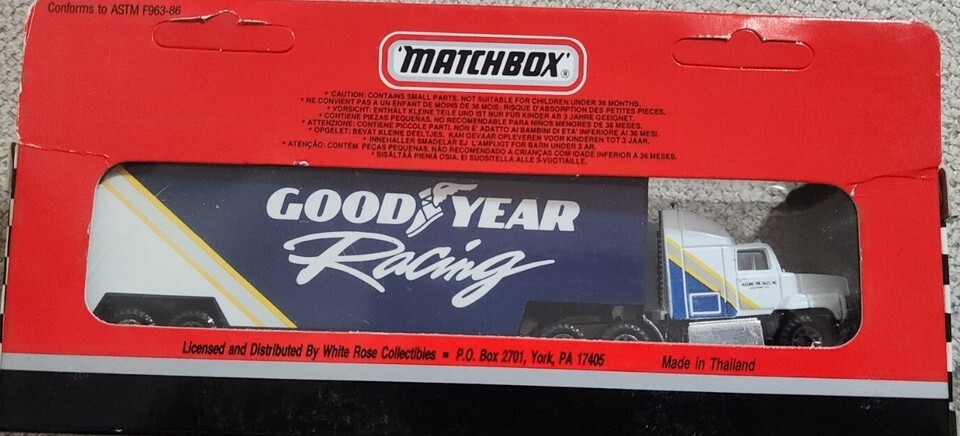 Conforms to ASTM F963-86
"MATCHBOX"®
* CAUTION: CONTAINS SMALL PARTS. NOT SUITABLE FOR CHILDREN UNDER 36 MONTHS.
* NE CONVIENT PAS A UN ENFANT DE MOINS DE 36 MOIS: RISQUE D'ABSORPTION DES PETITES PIECES.
* VORSICHT: ENTHÄLT KLEINE TEILE UND IST NUR FÜR KINDER AB 3 JAHRE GEEIGNET.
* CONTIENE PIEZAS PEQUEÑAS. NO RECOMENDABLE PARA NIÑOS MENORES DE 36 MESES.
* ATTENZIONE: CONTIENE PICCOLE PARTI. NON E' ADATTO AI BAMBINI DI ETA' INFERIORE AI 36 MESI.
* OPGELET: BEVAT KLEINE DEELTJES. KAN GEVAAR OPLEVEREN VOOR KINDEREN TOT 3 JAAR.
* INNEHALLER SMADELAR EJ LAMPLIGT FOR BARN UNDER 3 AR.
* ATENÇÃO: CONTÉM PEÇAS PEQUENAS. NÃO RECOMENDADO A CRIANÇAS COM IDADE INFERIOR A 36 MESES.
* SISÄLTÄÄ PIENIÄ OSIA. EI SUOSITELLA ALLE 3-VUOTIAILLE.
GOOD YEAR
Racing
Licensed and Distributed By White Rose Collectibles ▪ P.O. Box 2701, York, PA 17405
Made in Thailand